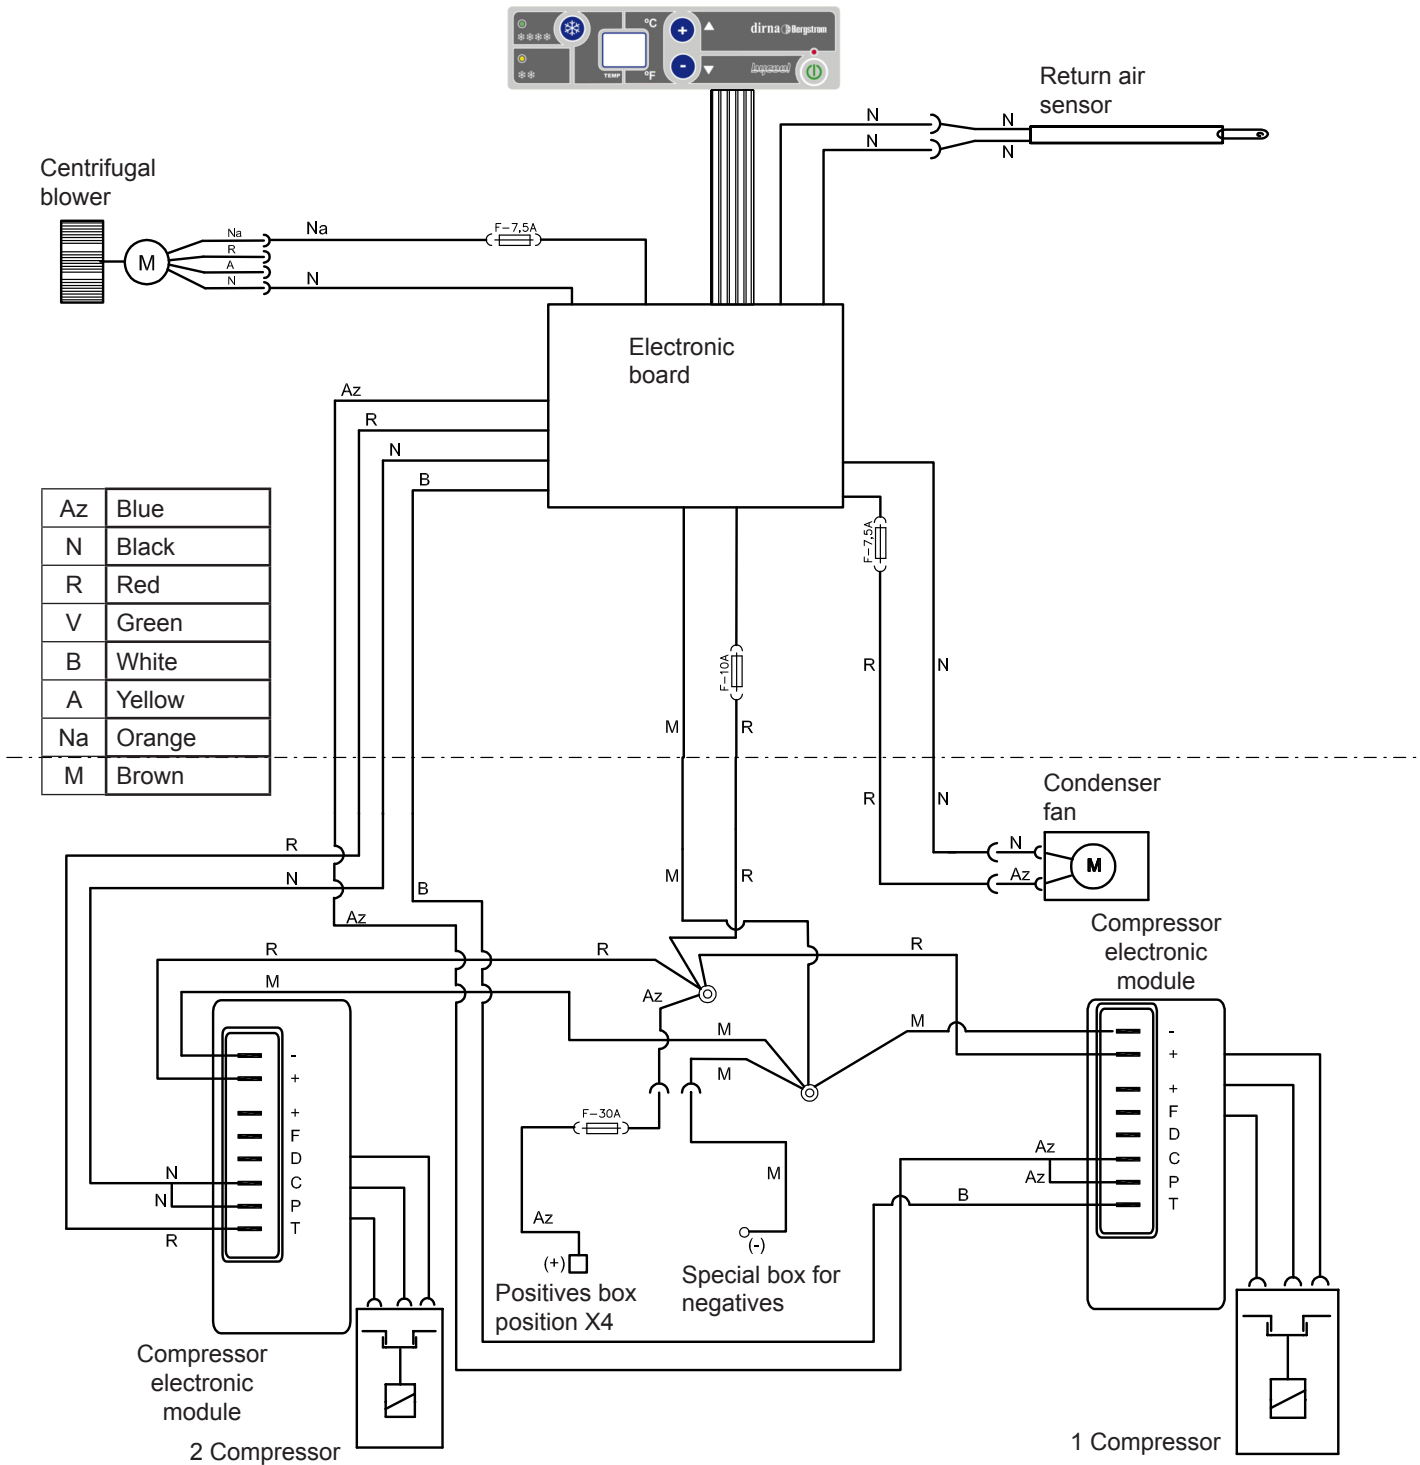 °C
❄❄❄❄
+
dirna Bergstrom
❄❄
TEMP
°F
-
bycool
Return air
sensor
N
N
N
N
Centrifugal
blower
M
Na
R
A
N
Na
N
F-7,5A
Electronic
board
Az
R
N
B
Az Blue
N Black
R Red
V Green
B White
A Yellow
Na Orange
M Brown
F-7,5A
F-10A
R
N
M
R
R
N
Condenser
fan
N
Az
M
R
N
B
Az
M
R
R
M
R
R
Az
M
M
M
Compressor
electronic
module
-
+
+
F
D
C
P
T
Az
Az
B
-
+
+
F
D
C
P
T
N
N
R
F-30A
Az
(+)
Positives box
position X4
M
(-)
Special box for
negatives
Compressor
electronic
module
2 Compressor
1 Compressor